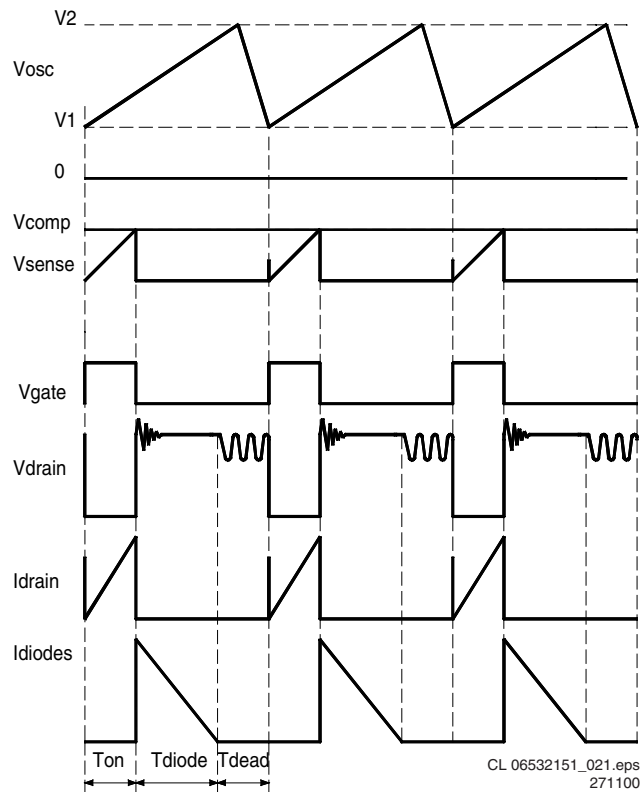 V2
Vosc
V1
0
Vcomp
Vsense
Vgate
Vdrain
Idrain
Idiodes
Ton Tdiode Tdead
CL 06532151_021.eps
271100